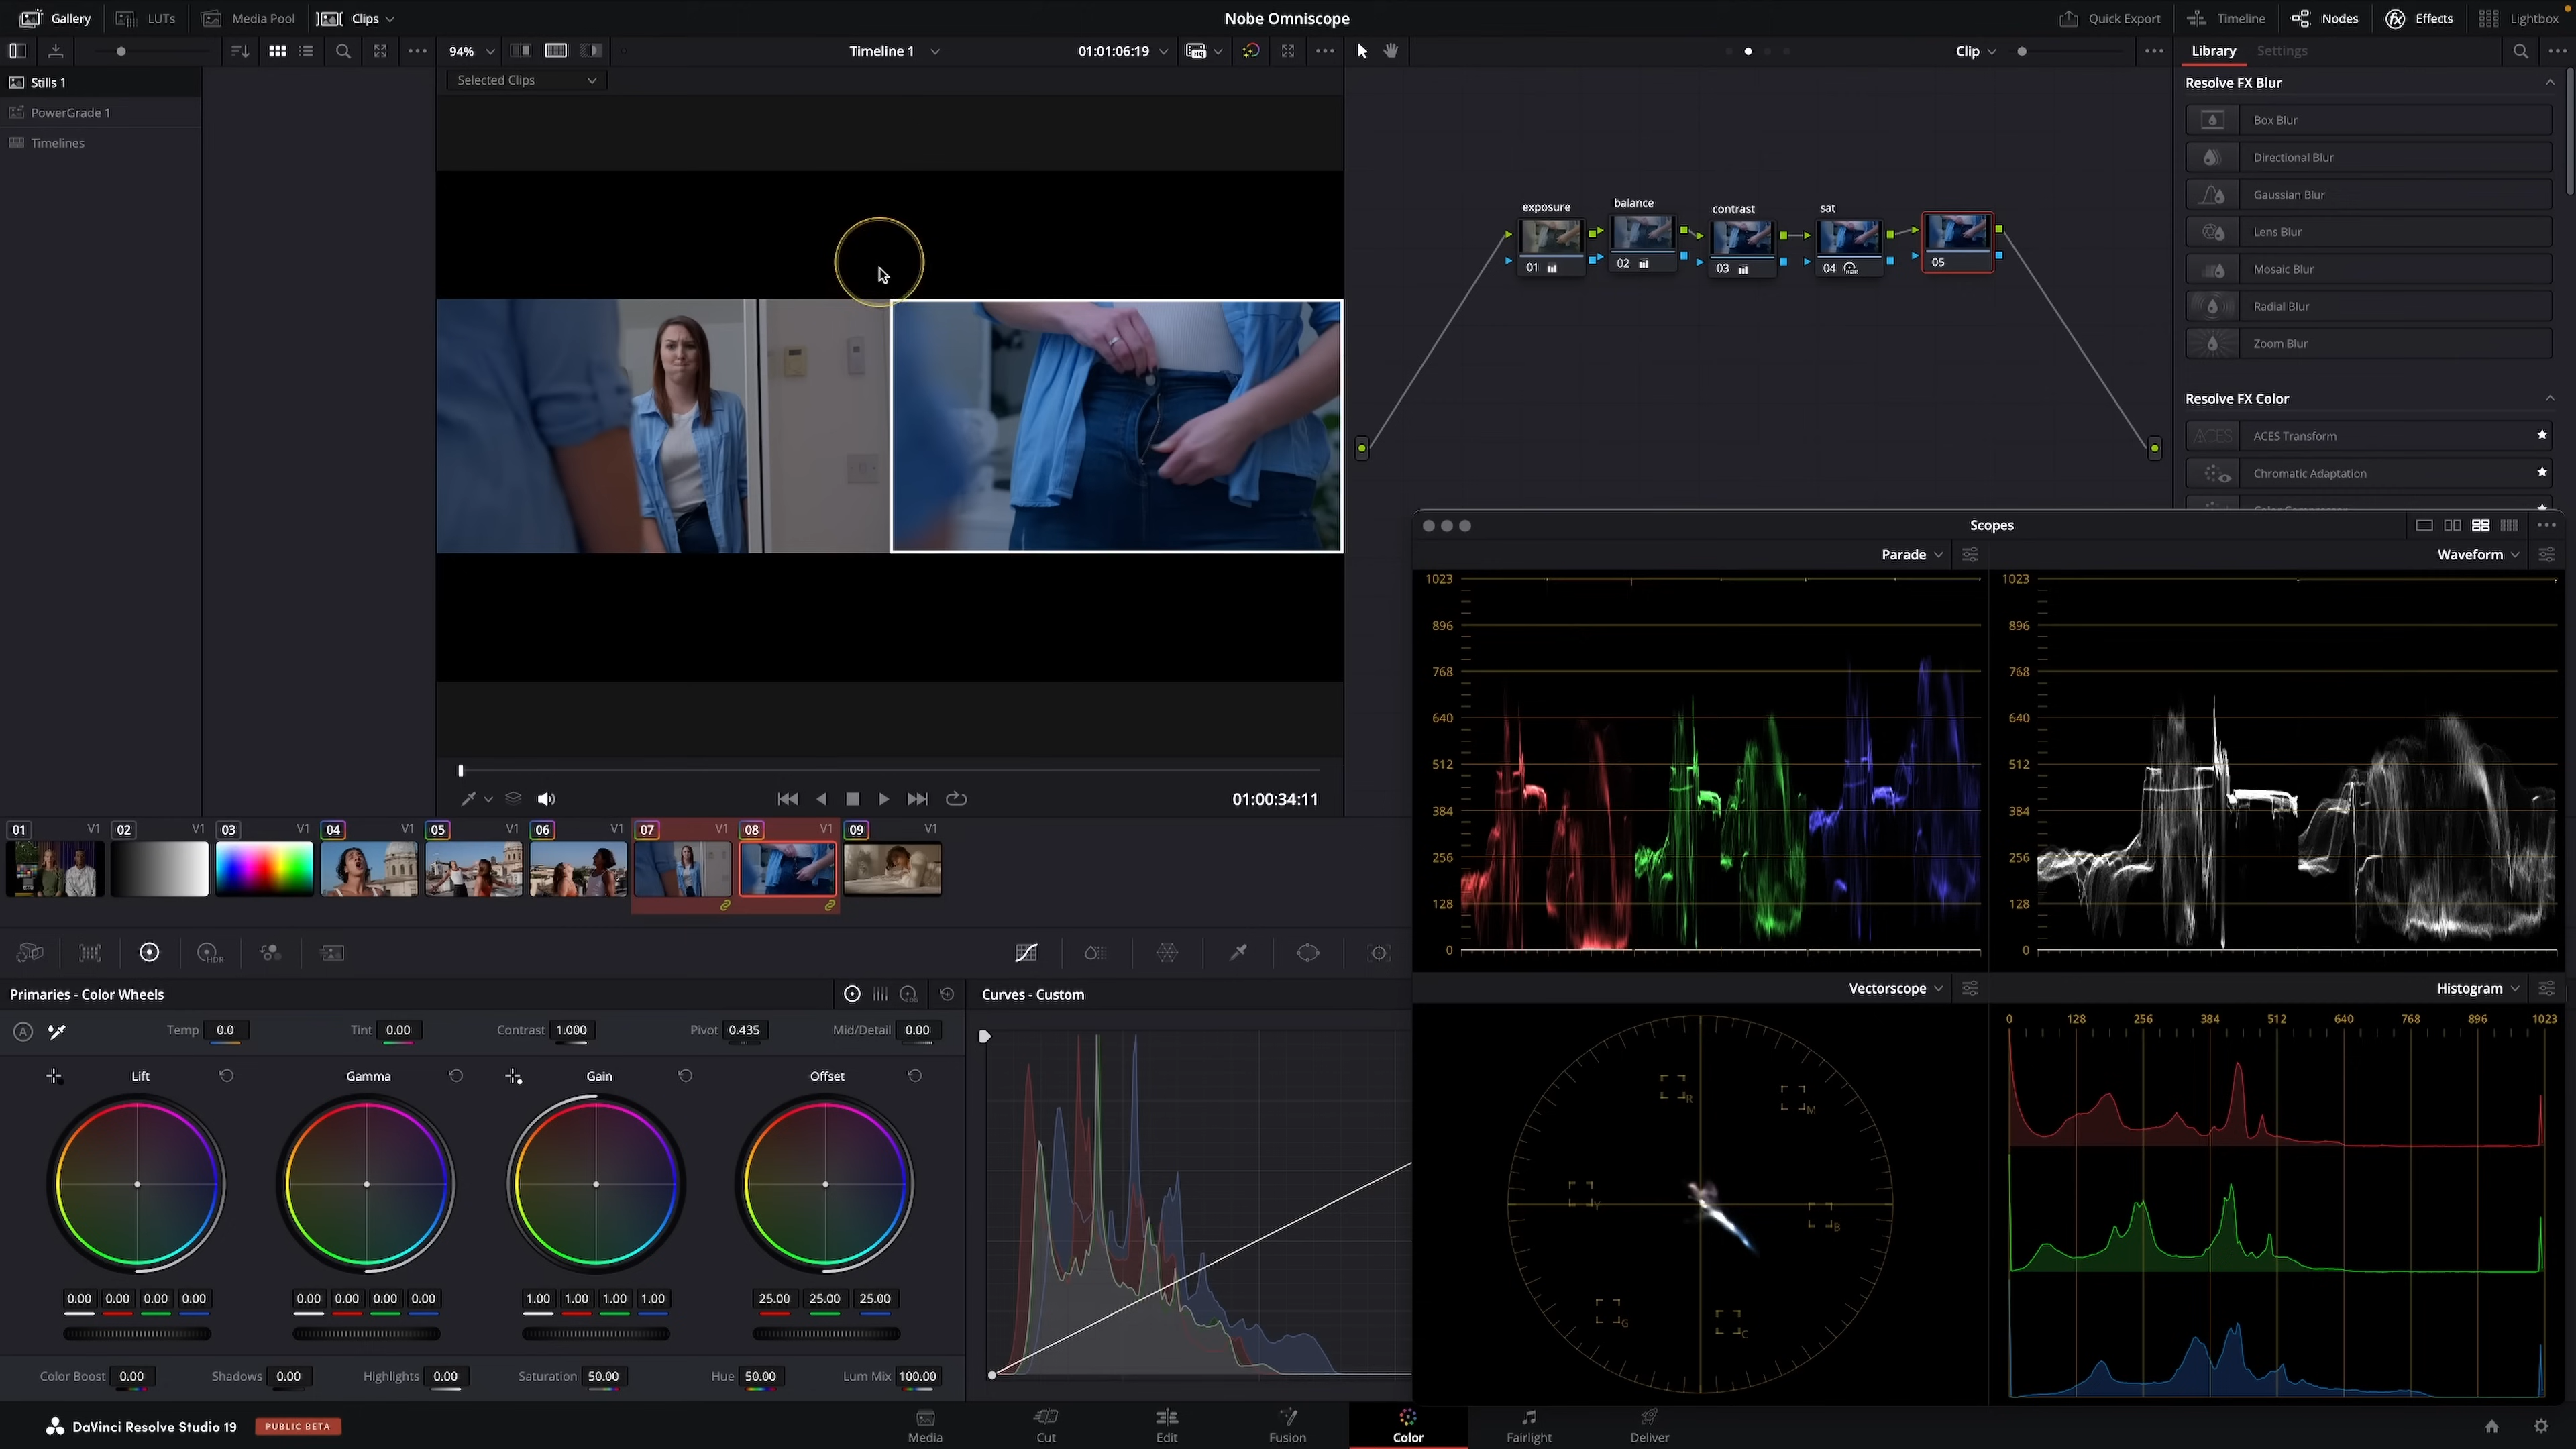 Gallery LUTs Media Pool Clips Nobe Omniscope Quick Export Timeline Nodes Effects Lightbox
94% Timeline 1 01:01:06:19 Clip Library Settings
Selected Clips
Stills 1
PowerGrade 1
Timelines
Resolve FX Blur
Box Blur
Directional Blur
Gaussian Blur
Lens Blur
Mosaic Blur
Radial Blur
Zoom Blur
Resolve FX Color
ACES ACES Transform
Chromatic Adaptation
exposure balance contrast sat
01 02 03 04 05
01:00:34:11
01 V1 02 V1 03 V1 04 V1 05 V1 06 V1 07 V1 08 V1 09 V1
HDR
Scopes
Parade Waveform
1023 1023
896 896
768 768
640 640
512 512
384 384
256 256
128 128
0 0
Vectorscope Histogram
0 128 256 384 512 640 768 896 1023
R M
Y B
G C
Primaries - Color Wheels Curves - Custom
A Temp 0.0 Tint 0.00 Contrast 1.000 Pivot 0.435 Mid/Detail 0.00
Lift Gamma Gain Offset
0.00 0.00 0.00 0.00 0.00 0.00 0.00 0.00 1.00 1.00 1.00 1.00 25.00 25.00 25.00
Color Boost 0.00 Shadows 0.00 Highlights 0.00 Saturation 50.00 Hue 50.00 Lum Mix 100.00
DaVinci Resolve Studio 19 PUBLIC BETA
Media Cut Edit Fusion Color Fairlight Deliver